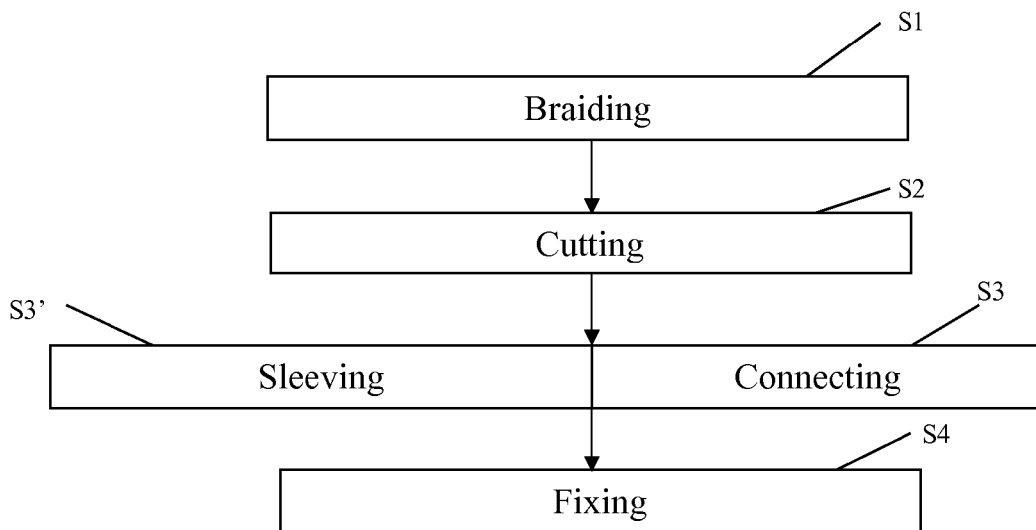 S1
Braiding
S2
Cutting
S3’
S3
Sleeving
Connecting
S4
Fixing